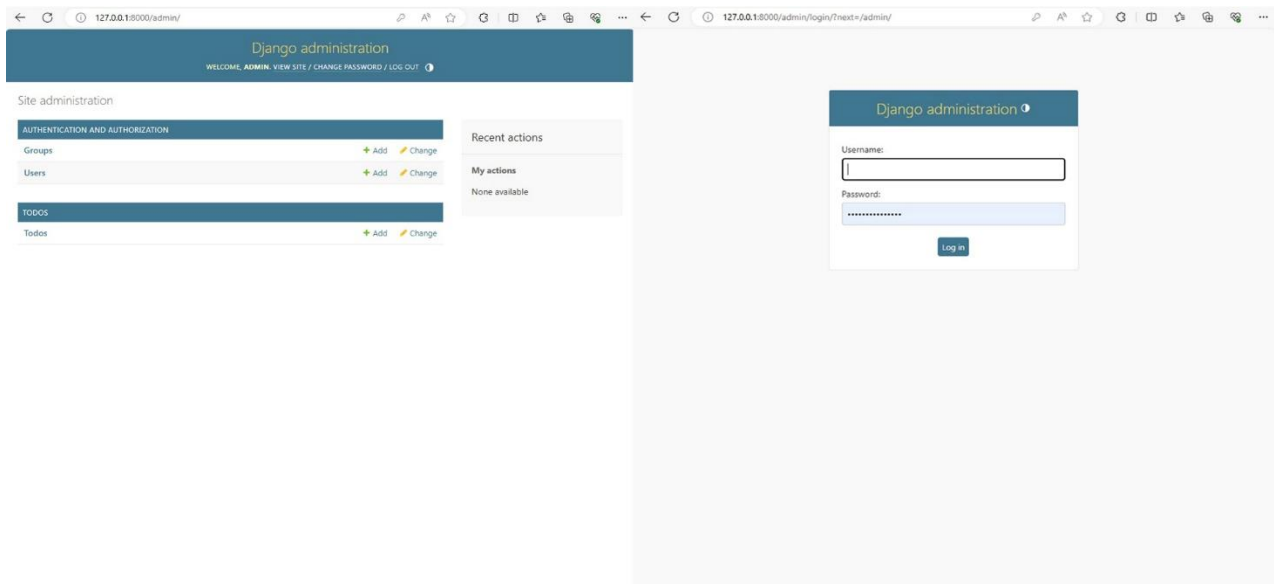 127.0.0.1:8000/admin/
Django administration
WELCOME, ADMIN. VIEW SITE / CHANGE PASSWORD / LOG OUT
Site administration
AUTHENTICATION AND AUTHORIZATION
Groups + Add Change
Users + Add Change
TODOS
Todos + Add Change
Recent actions
My actions
None available
127.0.0.1:8000/admin/login/?next=/admin/
Django administration
Username:
Password:
Log in